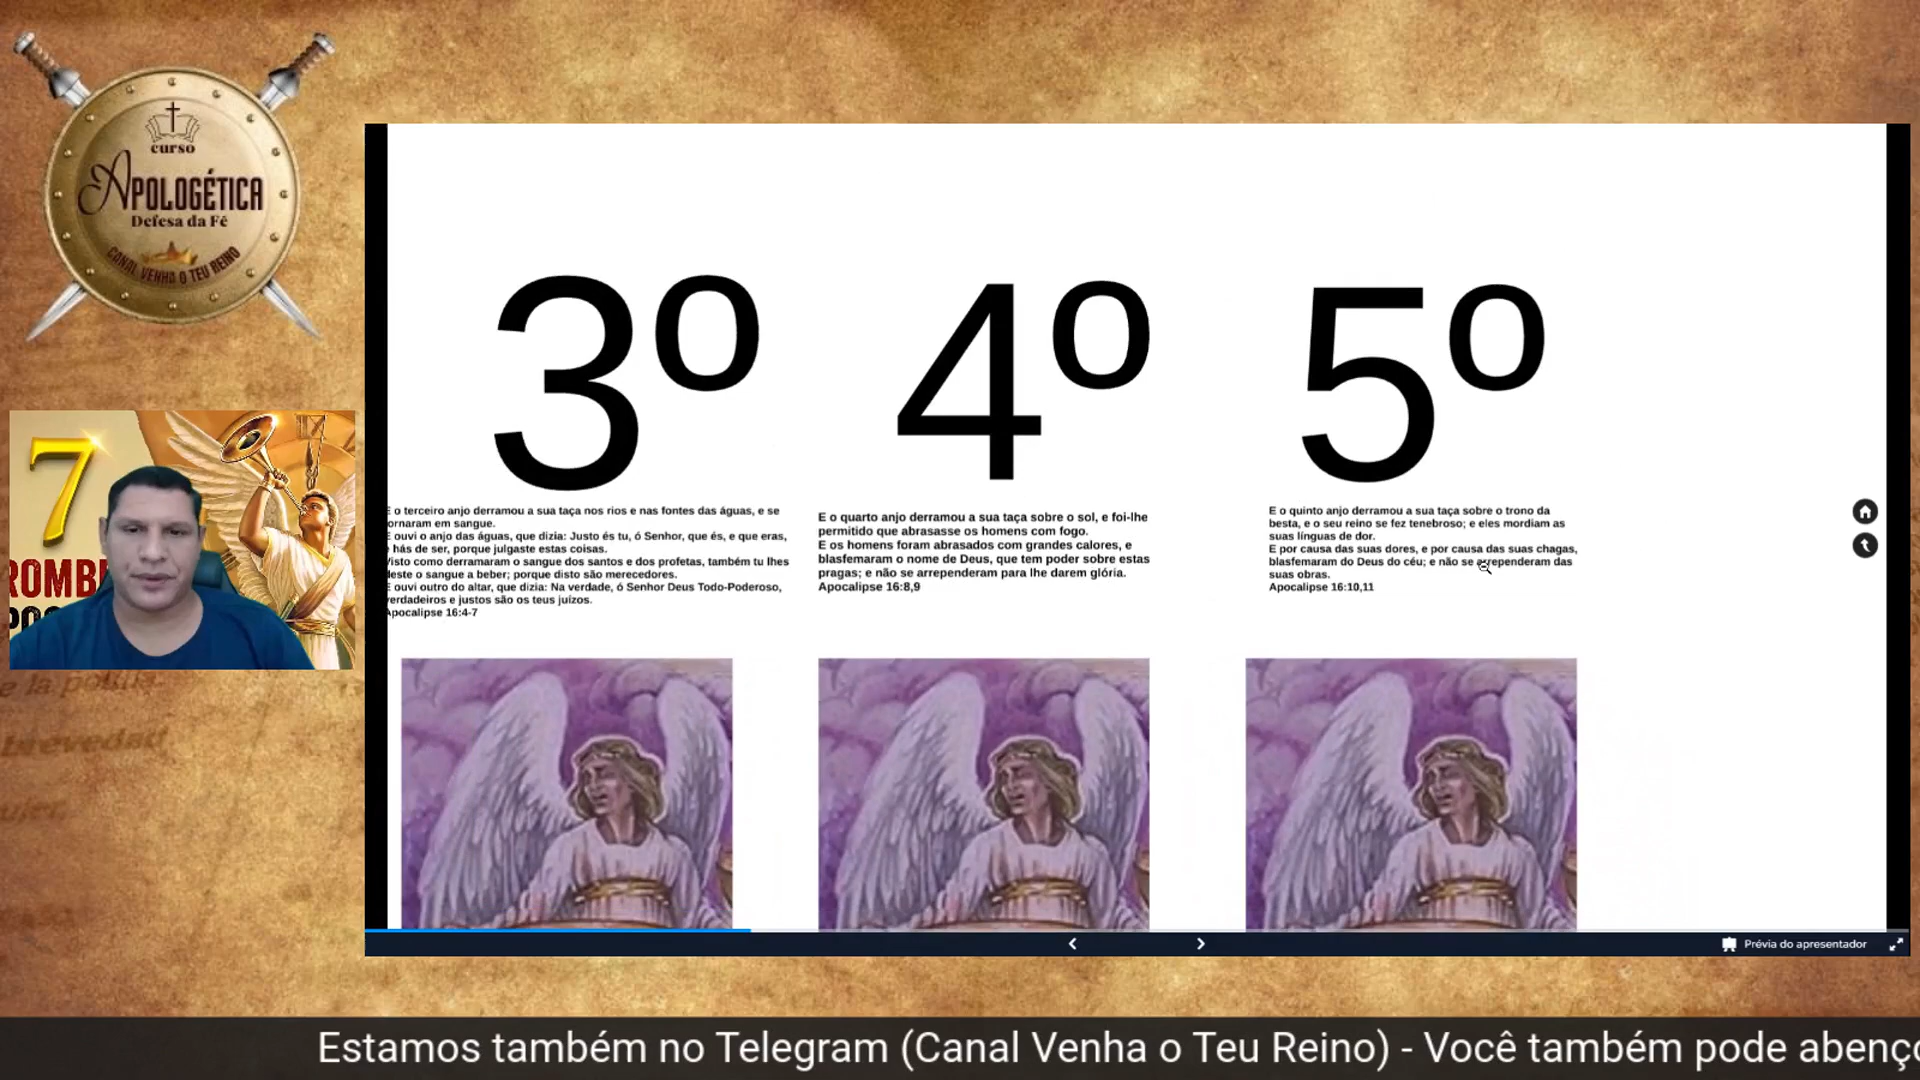 curso
APOLOGÉTICA
Defesa da Fé
CANAL VENHA O TEU REINO
7
3º
4º
5º
E o terceiro anjo derramou a sua taça nos rios e nas fontes das águas, e se
ornaram em sangue.
E ouvi o anjo das águas, que dizia: Justo és tu, ó Senhor, que és, e que eras,
hás de ser, porque julgaste estas coisas.
Visto como derramaram o sangue dos santos e dos profetas, também tu lhes
deste o sangue a beber; porque disto são merecedores.
E ouvi outro do altar, que dizia: Na verdade, ó Senhor Deus Todo-Poderoso,
verdadeiros e justos são os teus juízos.
Apocalipse 16:4-7
E o quarto anjo derramou a sua taça sobre o sol, e foi-lhe
permitido que abrasasse os homens com fogo.
E os homens foram abrasados com grandes calores, e
blasfemaram o nome de Deus, que tem poder sobre estas
pragas; e não se arrependeram para lhe darem glória.
Apocalipse 16:8,9
E o quinto anjo derramou a sua taça sobre o trono da
besta, e o seu reino se fez tenebroso; e eles mordiam as
suas línguas de dor.
E por causa das suas dores, e por causa das suas chagas,
blasfemaram do Deus do céu; e não se arrependeram das
suas obras.
Apocalipse 16:10,11
Prévia do apresentador
Estamos também no Telegram (Canal Venha o Teu Reino) - Você também pode abenço